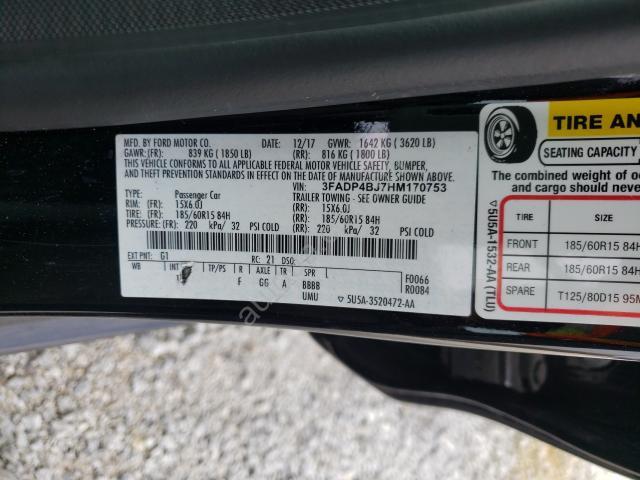 MFD. BY FORD MOTOR CO. DATE: 12/17 GVWR: 1642 KG ( 3620 LB)
GAWR:(FR): 839 KG ( 1850 LB) (RR): 816 KG ( 1800 LB)
THIS VEHICLE CONFORMS TO ALL APPLICABLE FEDERAL MOTOR VEHICLE SAFETY, BUMPER,
AND THEFT PREVENTION STANDARDS IN EFFECT ON THE DATE OF MANUFACTURE SHOWN ABOVE.
VIN: 3FADP4BJ7HM170753
TYPE: Passenger Car TRAILER TOWING - SEE OWNER GUIDE
RIM: (FR): 15X6.0J (RR): 15X6.0J
TIRE: (FR): 185/60R15 84H (RR): 185/60R15 84H
PRESSURE: (FR): 220 kPa/ 32 PSI COLD (RR): 220 kPa/ 32 PSI COLD
EXT PNT: G1 RC: 21 DSO:
WB INT TP/PS R AXLE TR SPR F0066
F GG A BBBB R0084
UMU 5U5A-3520472-AA
TIRE AN
SEATING CAPACITY
The combined weight of o
and cargo should neve
5U5A-1532-AA (TLU)
TIRE SIZE
FRONT 185/60R15 84H
REAR 185/60R15 84H
SPARE T125/80D15 95M